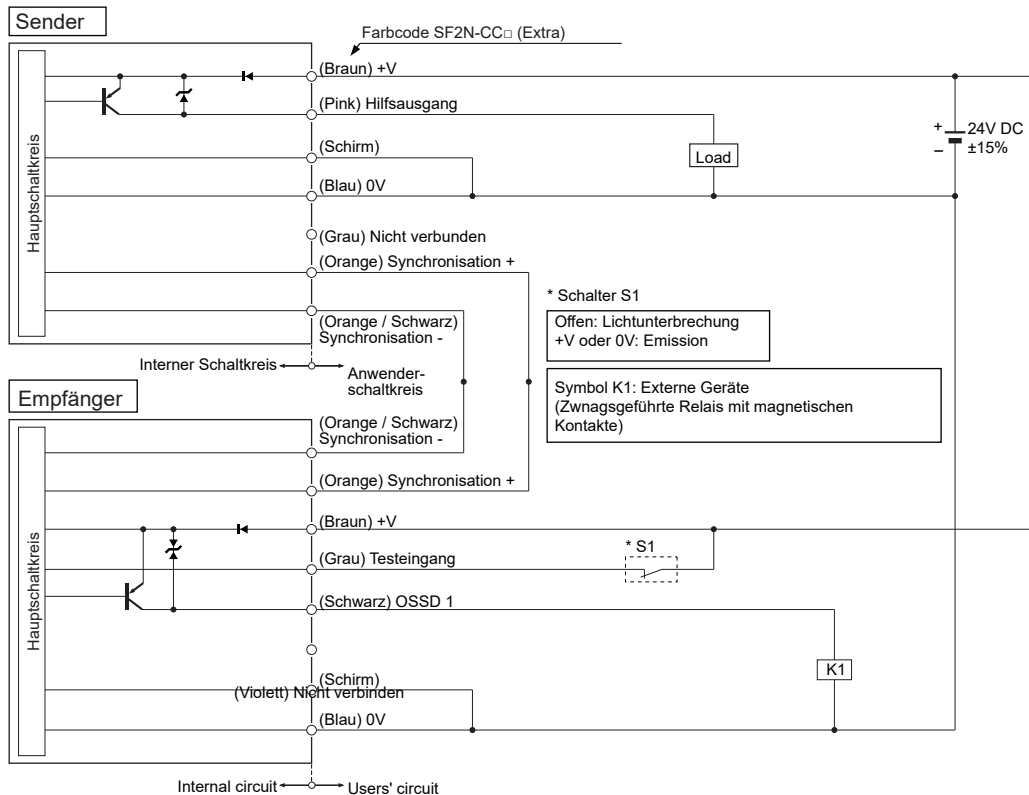 Sender
Farbcode SF2N-CC□ (Extra)
Hauptschaltkreis
(Braun) +V
(Pink) Hilfsausgang
(Schirm)
Load
+
–
24V DC
±15%
(Blau) 0V
(Grau) Nicht verbunden
(Orange) Synchronisation +
(Orange / Schwarz)
Synchronisation -
* Schalter S1
Offen: Lichtunterbrechung
+V oder 0V: Emission
Interner Schaltkreis
Anwender-
schaltkreis
Symbol K1: Externe Geräte
(Zwnagsgeführte Relais mit magnetischen
Kontakte)
Empfänger
Hauptschaltkreis
(Orange / Schwarz)
Synchronisation -
(Orange) Synchronisation +
(Braun) +V
* S1
(Grau) Testeingang
(Schwarz) OSSD 1
K1
(Schirm)
(Violett) Nicht verbinden
(Blau) 0V
Internal circuit
Users' circuit